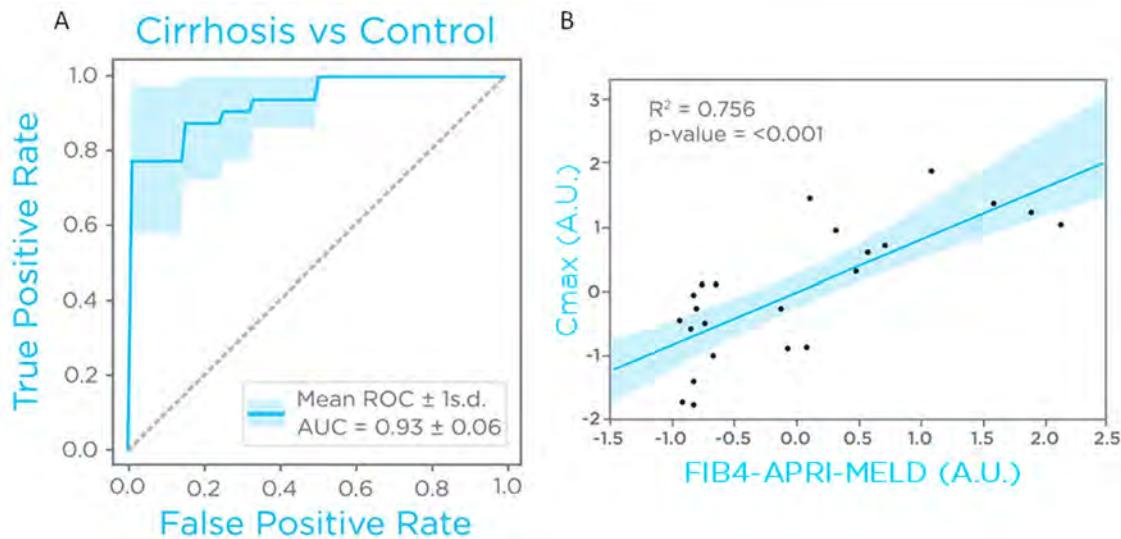 A
Cirrhosis vs Control
True Positive Rate
1.0
0.8
0.6
0.4
0.2
0.0
Mean ROC ± 1s.d.
AUC = 0.93 ± 0.06
0.0 0.2 0.4 0.6 0.8 1.0
False Positive Rate
B
Cmax (A.U.)
3
2
1
0
-1
-2
R² = 0.756
p-value = <0.001
-1.5 -1.0 -0.5 0.0 0.5 1.0 1.5 2.0 2.5
FIB4-APRI-MELD (A.U.)